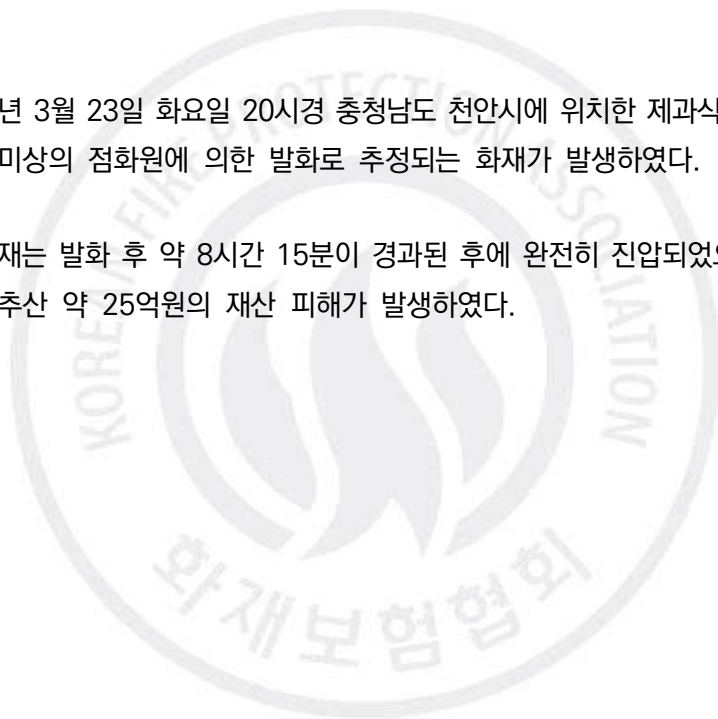 년 3월 23일 화요일 20시경 충청남도 천안시에 위치한 제과식
미상의 점화원에 의한 발화로 추정되는 화재가 발생하였다.
재는 발화 후 약 8시간 15분이 경과된 후에 완전히 진압되었으
추산 약 25억원의 재산 피해가 발생하였다.
KOREAN FIRE PROTECTION ASSOCIATION
화재보험협회